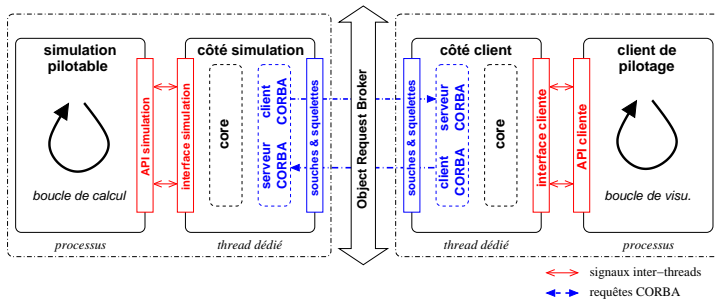 simulation
pilotable
boucle de calcul
processus
API simulation
interface simulation
côté simulation
core
client
CORBA
serveur
CORBA
souches & squelettes
thread dédié
Object Request Broker
côté client
souches & squelettes
serveur
CORBA
client
CORBA
core
interface cliente
thread dédié
API cliente
client de
pilotage
boucle de visu.
processus
signaux inter−threads
requêtes CORBA